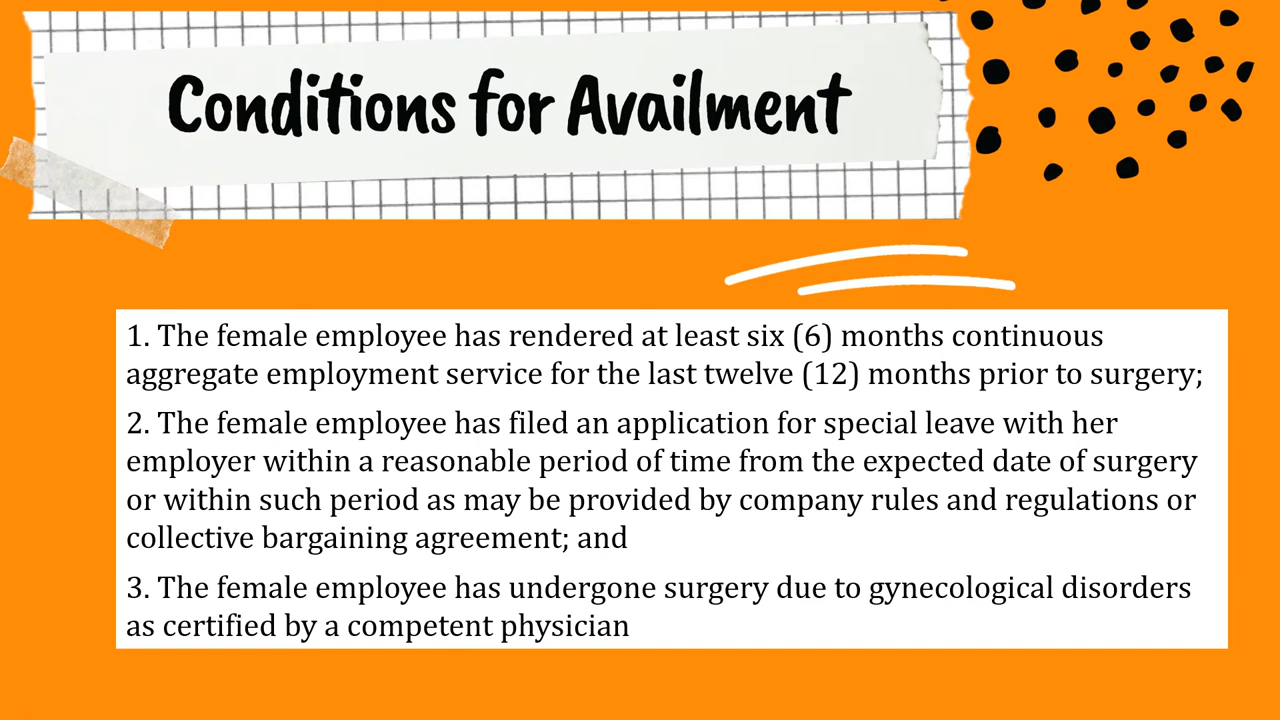 Conditions for Availment
1. The female employee has rendered at least six (6) months continuous
aggregate employment service for the last twelve (12) months prior to surgery;
2. The female employee has filed an application for special leave with her
employer within a reasonable period of time from the expected date of surgery
or within such period as may be provided by company rules and regulations or
collective bargaining agreement; and
3. The female employee has undergone surgery due to gynecological disorders
as certified by a competent physician